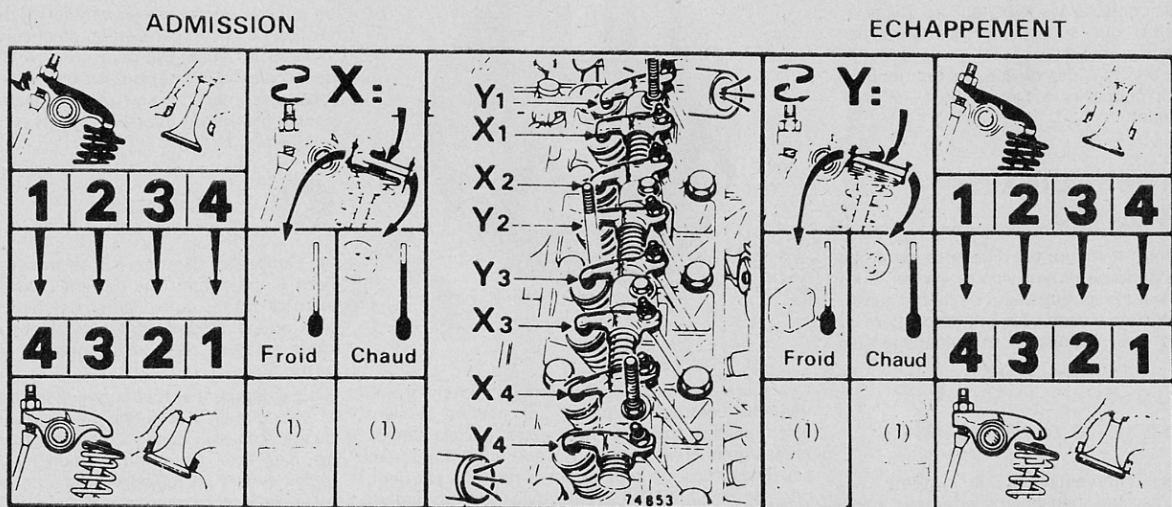 ADMISSION
ECHAPPEMENT
X:
Y:
1 2 3 4
4 3 2 1
Froid Chaud
(1) (1)
Y1
X1
X2
Y2
Y3
X3
X4
Y4
74853
Froid Chaud
(1) (1)
1 2 3 4
4 3 2 1